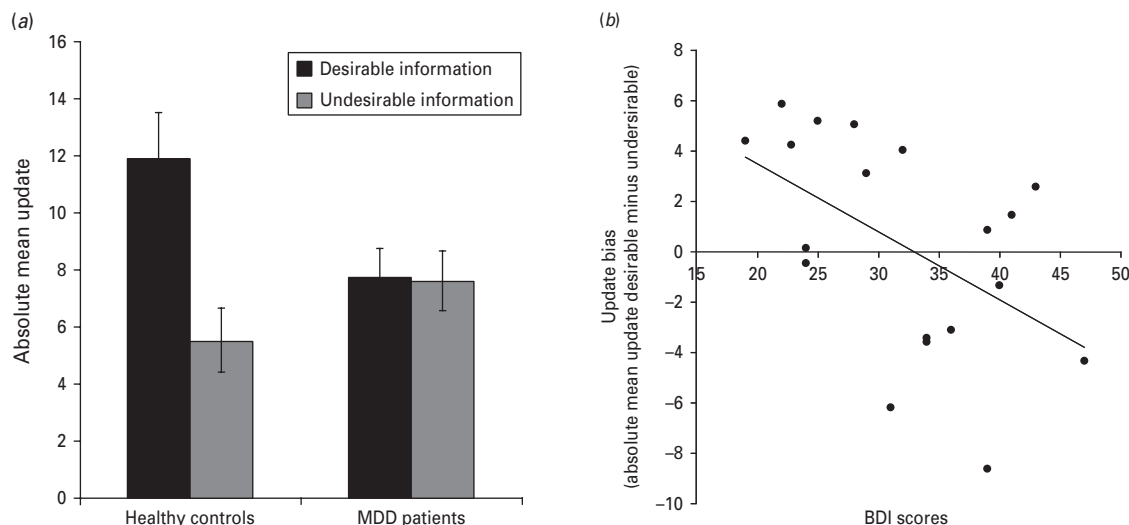 (a)
16
14
12
10
8
6
4
2
0
Absolute mean update
Desirable information
Undesirable information
Healthy controls
MDD patients
(b)
8
6
4
2
0
−2
−4
−6
−8
−10
Update bias
(absolute mean update desirable minus undersirable)
15 20 25 30 35 40 45 50
BDI scores